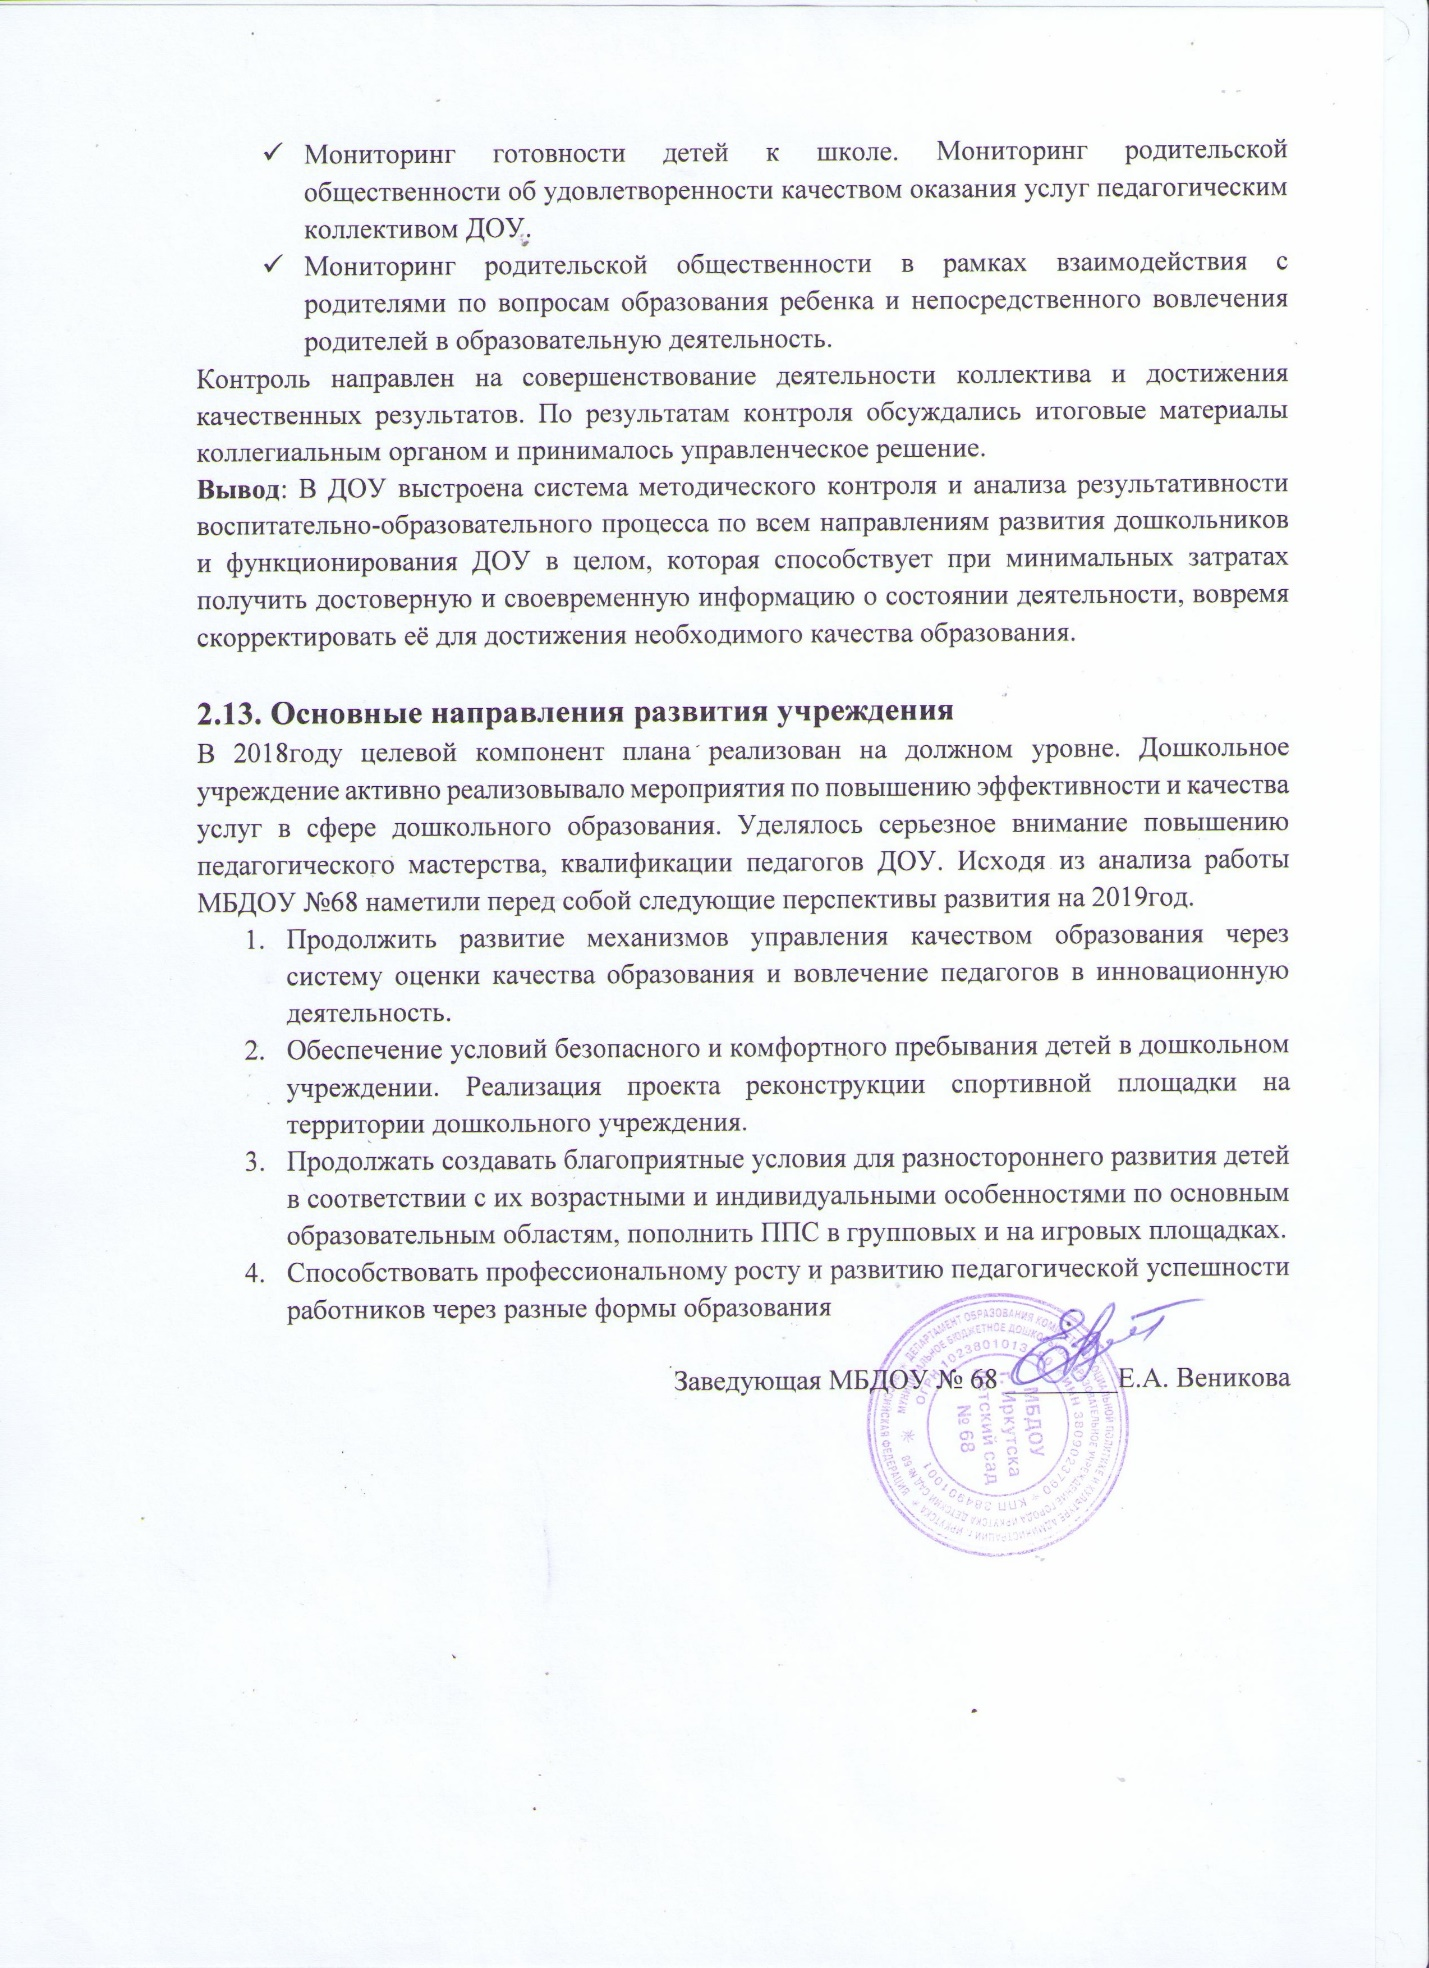 ✓ Мониторинг готовности детей к школе. Мониторинг родительской
общественности об удовлетворенности качеством оказания услуг педагогическим
коллективом ДОУ.
✓ Мониторинг родительской общественности в рамках взаимодействия с
родителями по вопросам образования ребенка и непосредственного вовлечения
родителей в образовательную деятельность.
Контроль направлен на совершенствование деятельности коллектива и достижения
качественных результатов. По результатам контроля обсуждались итоговые материалы
коллегиальным органом и принималось управленческое решение.
Вывод: В ДОУ выстроена система методического контроля и анализа результативности
воспитательно-образовательного процесса по всем направлениям развития дошкольников
и функционирования ДОУ в целом, которая способствует при минимальных затратах
получить достоверную и своевременную информацию о состоянии деятельности, вовремя
скорректировать её для достижения необходимого качества образования.
2.13. Основные направления развития учреждения
В 2018году целевой компонент плана реализован на должном уровне. Дошкольное
учреждение активно реализовывало мероприятия по повышению эффективности и качества
услуг в сфере дошкольного образования. Уделялось серьезное внимание повышению
педагогического мастерства, квалификации педагогов ДОУ. Исходя из анализа работы
МБДОУ №68 наметили перед собой следующие перспективы развития на 2019год.
1. Продолжить развитие механизмов управления качеством образования через
систему оценки качества образования и вовлечение педагогов в инновационную
деятельность.
2. Обеспечение условий безопасного и комфортного пребывания детей в дошкольном
учреждении. Реализация проекта реконструкции спортивной площадки на
территории дошкольного учреждения.
3. Продолжать создавать благоприятные условия для разностороннего развития детей
в соответствии с их возрастными и индивидуальными особенностями по основным
образовательным областям, пополнить ППС в групповых и на игровых площадках.
4. Способствовать профессиональному росту и развитию педагогической успешности
работников через разные формы образования
Заведующая МБДОУ № 68 ________Е.А. Веникова
МБДОУ
г. Иркутска
детский сад
№ 68